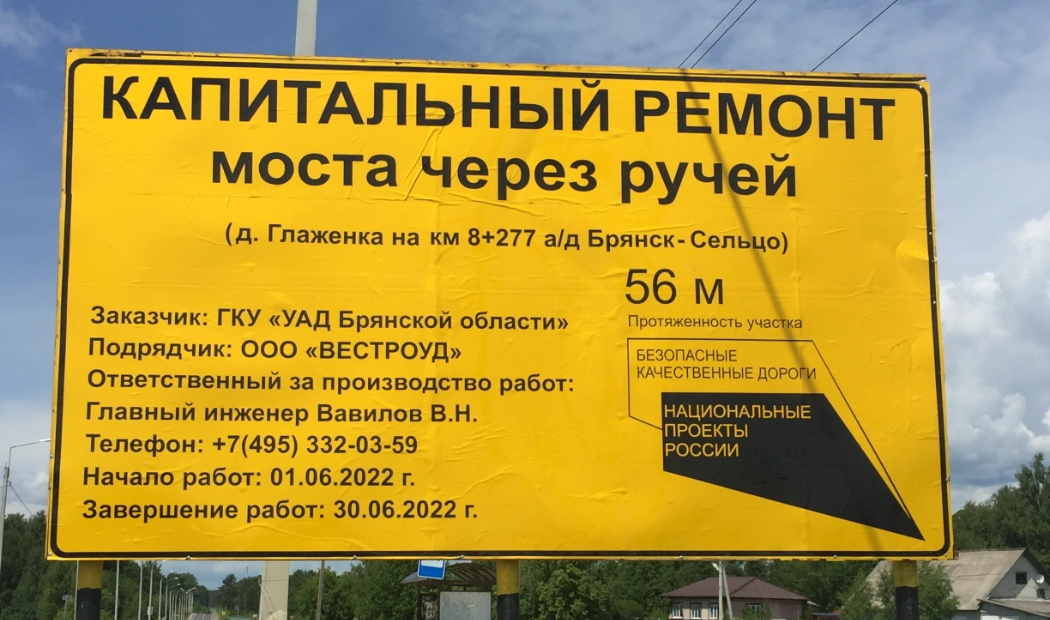 КАПИТАЛЬНЫЙ РЕМОНТ
моста через ручей
(д. Глаженка на км 8+277 а/д Брянск-Сельцо)
56 м
Протяженность участка
Заказчик: ГКУ «УАД Брянской области»
Подрядчик: ООО «ВЕСТРОУД»
Ответственный за производство работ:
Главный инженер Вавилов В.Н.
Телефон: +7(495) 332-03-59
Начало работ: 01.06.2022 г.
Завершение работ: 30.06.2022 г.
БЕЗОПАСНЫЕ
КАЧЕСТВЕННЫЕ ДОРОГИ
НАЦИОНАЛЬНЫЕ
ПРОЕКТЫ
РОССИИ